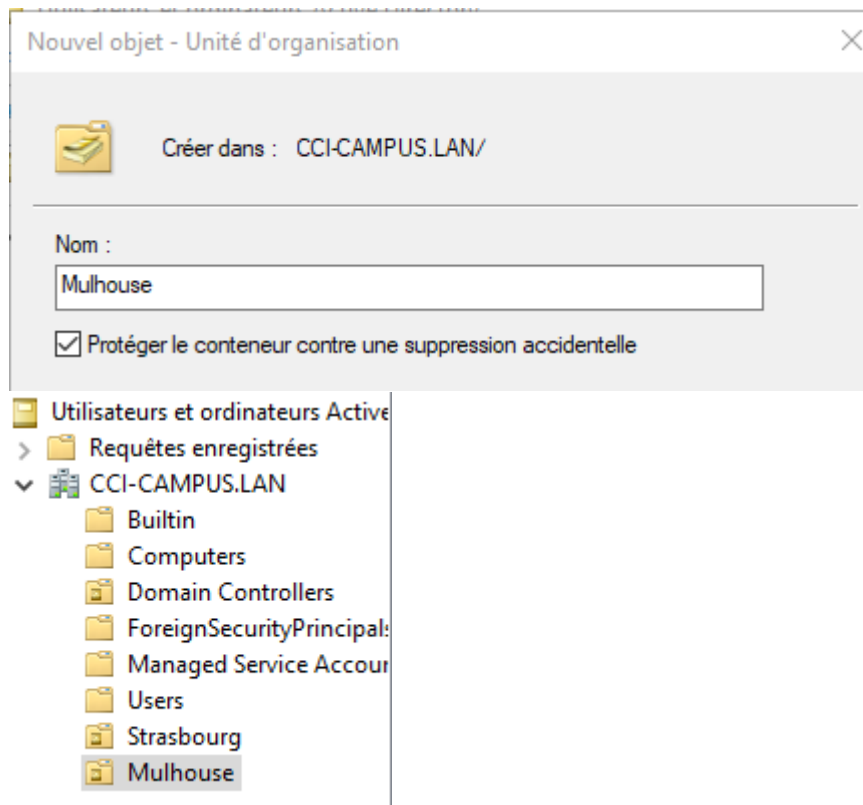 Nouvel objet - Unité d'organisation
Créer dans : CCI-CAMPUS.LAN/
Nom :
Mulhouse
Protéger le conteneur contre une suppression accidentelle
Utilisateurs et ordinateurs Active
Requêtes enregistrées
CCI-CAMPUS.LAN
Builtin
Computers
Domain Controllers
ForeignSecurityPrincipals
Managed Service Accoun
Users
Strasbourg
Mulhouse